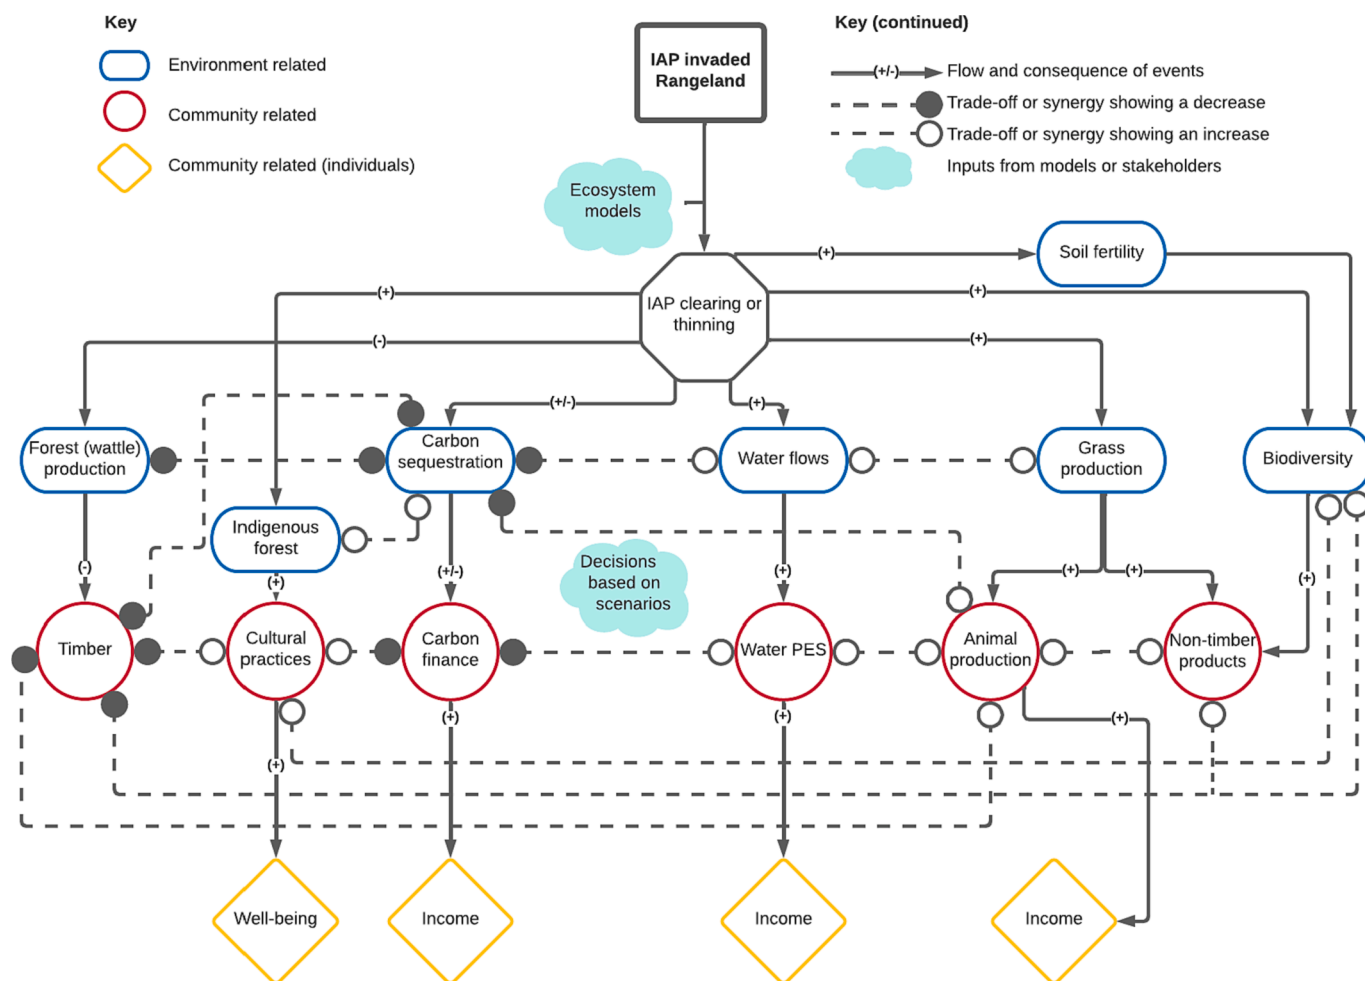 Key
Environment related
Community related
Community related (individuals)
IAP invaded
Rangeland
Key (continued)
(+/-)
Flow and consequence of events
Trade-off or synergy showing a decrease
Trade-off or synergy showing an increase
Inputs from models or stakeholders
Ecosystem
models
(+)
Soil fertility
IAP clearing or
thinning
(+)
(+)
(-)
(+)
(+/-)
(+)
Forest (wattle)
production
Carbon
sequestration
Water flows
Grass
production
Biodiversity
Indigenous
forest
Decisions
based on
scenarios
(-)
(+)
(+/-)
(+)
(+)
(+)
(+)
Timber
Cultural
practices
Carbon
finance
Water PES
Animal
production
Non-timber
products
(+)
(+)
(+)
(+)
Well-being
Income
Income
Income